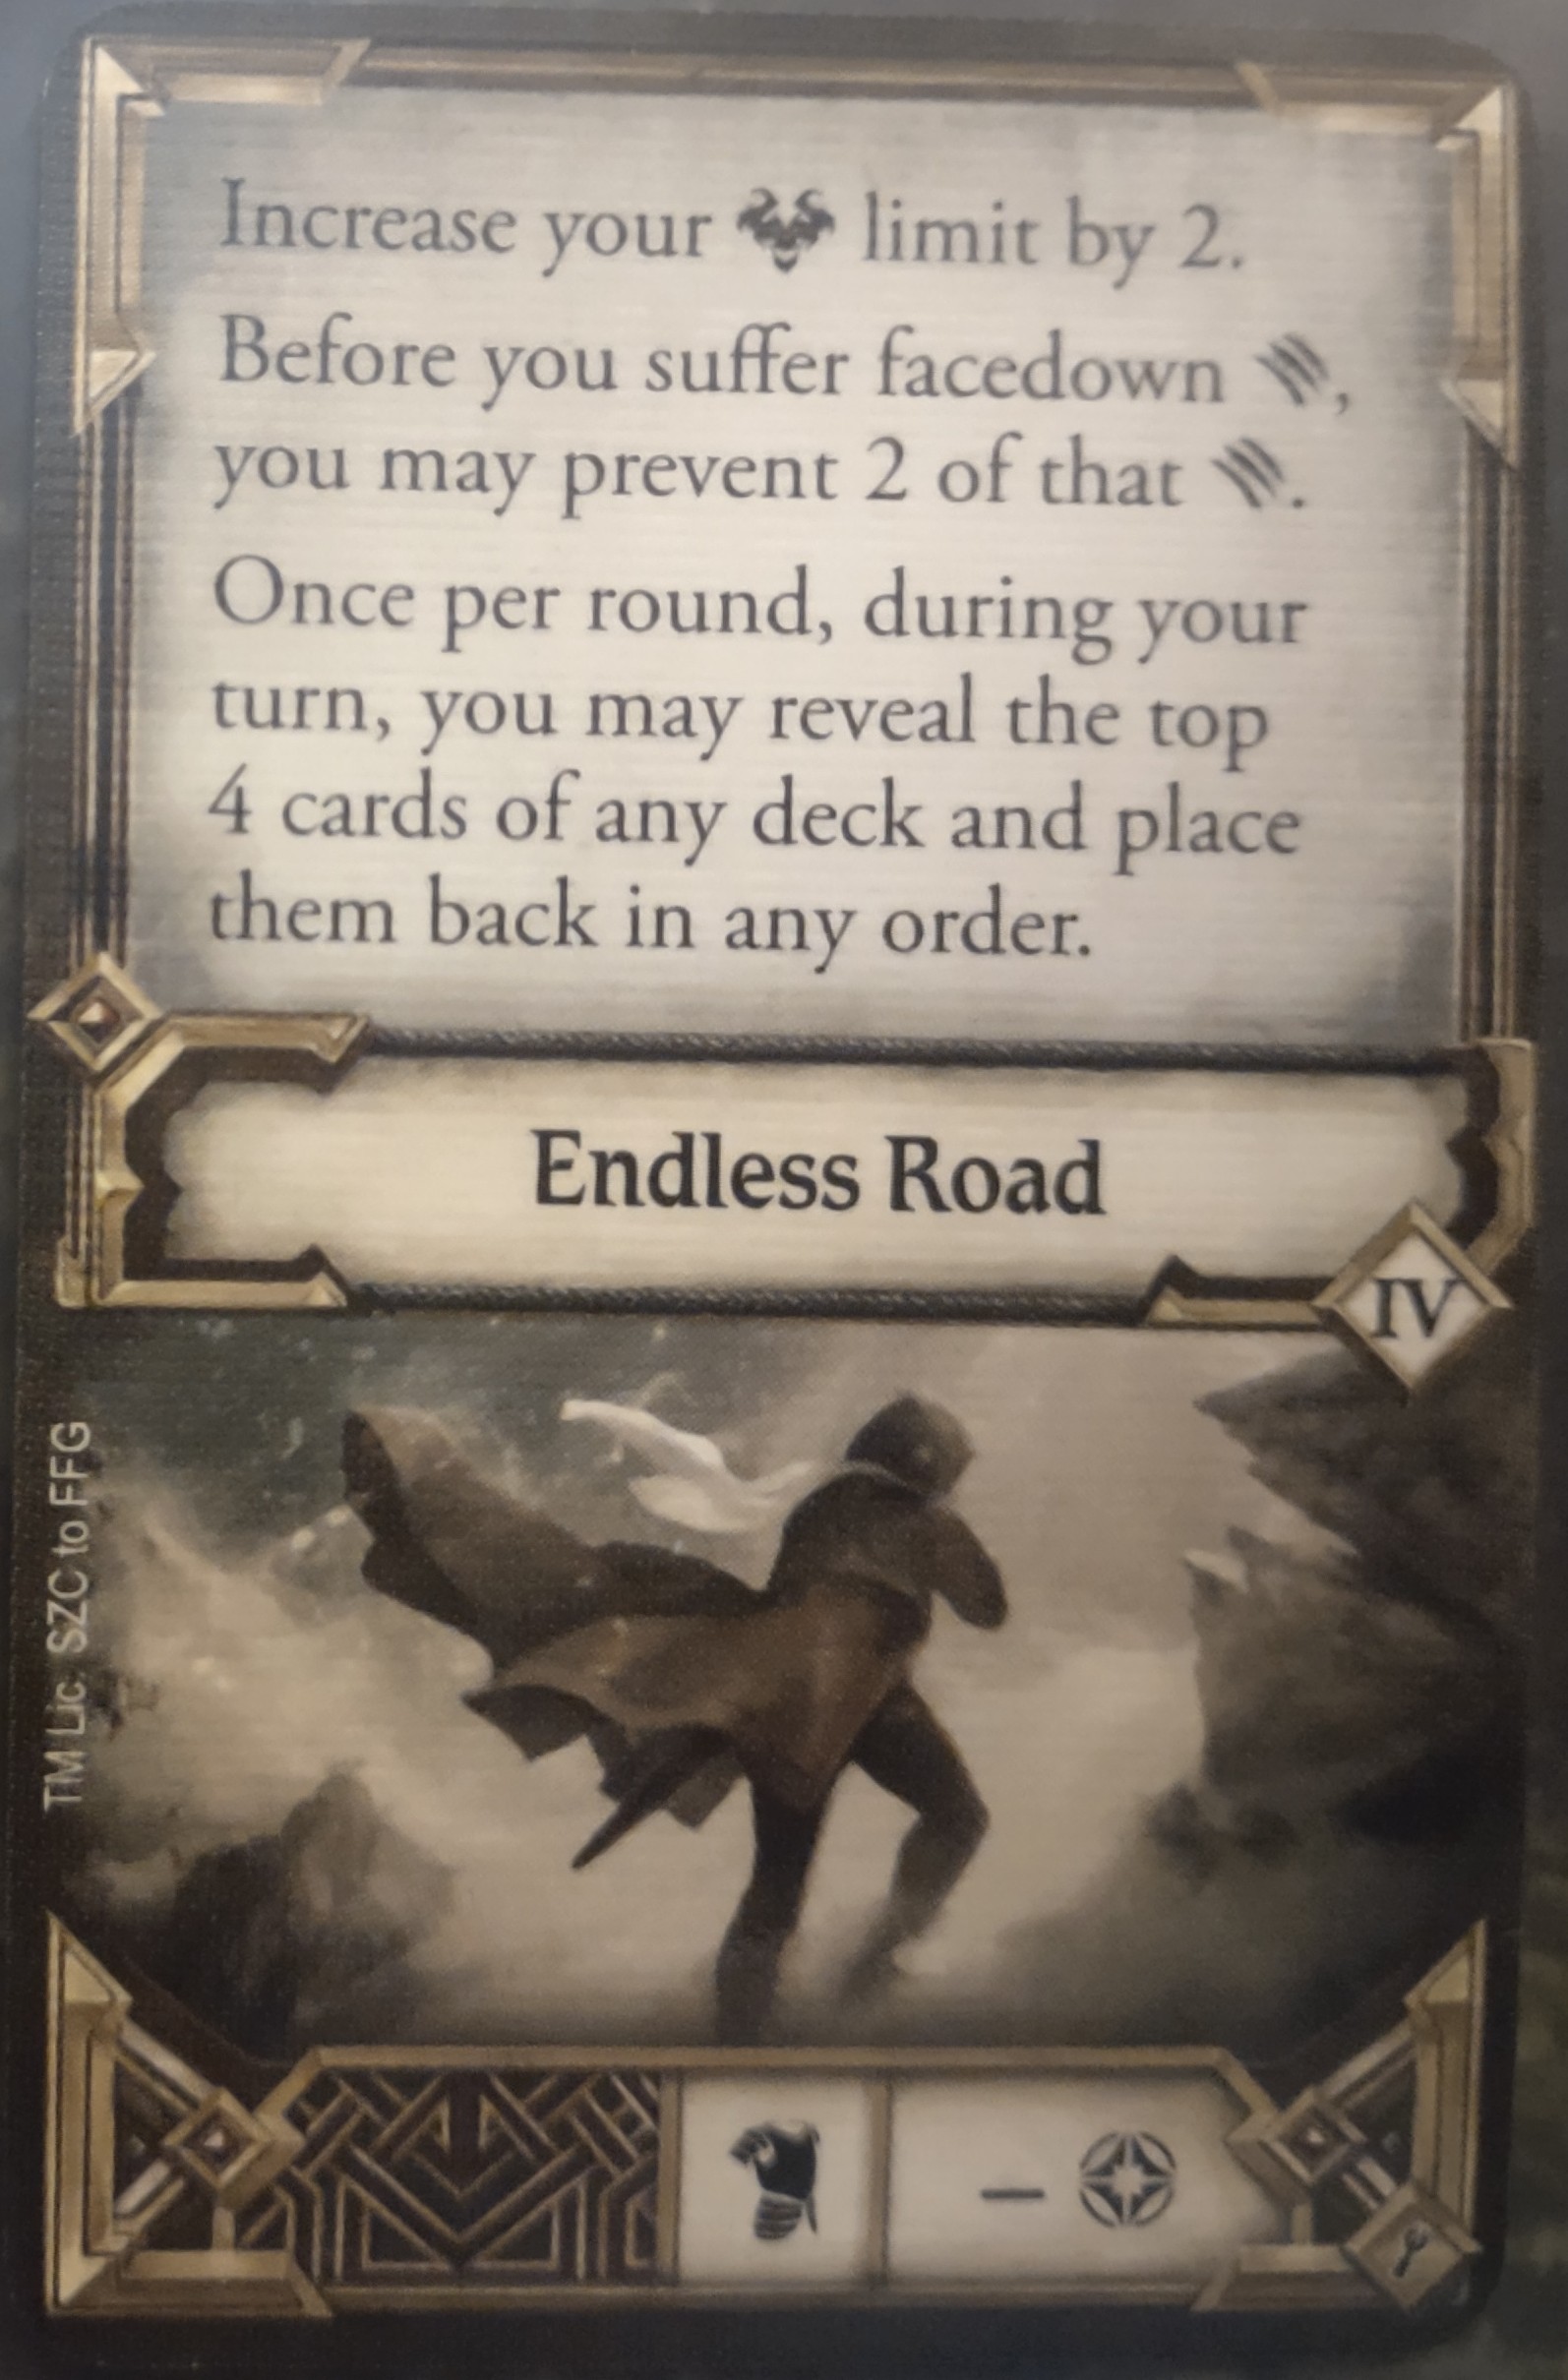 Increase your limit by 2.
Before you suffer facedown ,
you may prevent 2 of that .
Once per round, during your
turn, you may reveal the top
4 cards of any deck and place
them back in any order.
Endless Road
IV
TM Lic. SZC to FFG
–